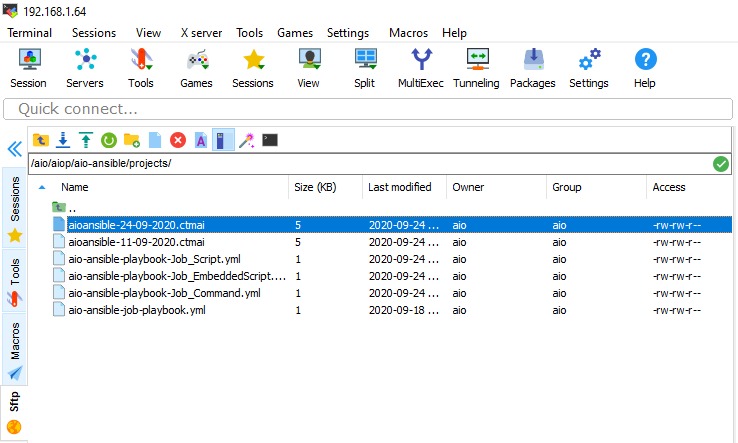 192.168.1.64
Terminal Sessions View X server Tools Games Settings Macros Help
Session Servers Tools Games Sessions View Split MultiExec Tunneling Packages Settings Help
Quick connect...
/aio/aiop/aio-ansible/projects/
Name Size (KB) Last modified Owner Group Access
..
aioansible-24-09-2020.ctmai 5 2020-09-24 ... aio aio -rw-rw-r--
aioansible-11-09-2020.ctmai 5 2020-09-24 ... aio aio -rw-rw-r--
aio-ansible-playbook-Job_Script.yml 1 2020-09-24 ... aio aio -rw-rw-r--
aio-ansible-playbook-Job_EmbeddedScript.... 1 2020-09-24 ... aio aio -rw-rw-r--
aio-ansible-playbook-Job_Command.yml 1 2020-09-24 ... aio aio -rw-rw-r--
aio-ansible-job-playbook.yml 1 2020-09-18 ... aio aio -rw-rw-r--
Sessions
Tools
Macros
Sftp